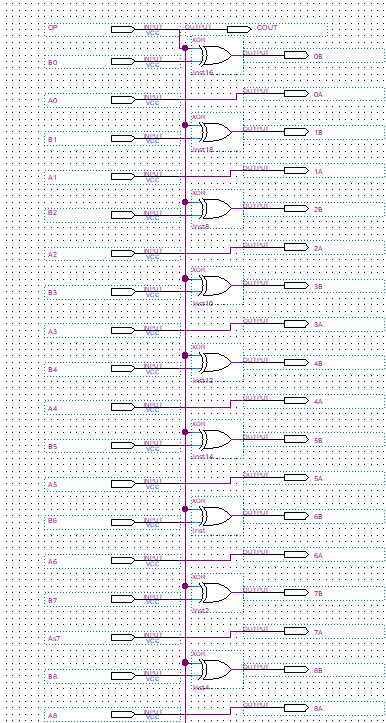 OP INPUT VCC OUTPUT COUT
XOR
B0 INPUT VCC inst16 OUTPUT 0B
A0 INPUT VCC OUTPUT 0A
XOR
B1 INPUT VCC inst18 OUTPUT 1B
A1 INPUT VCC OUTPUT 1A
XOR
B2 INPUT VCC inst8 OUTPUT 2B
A2 INPUT VCC OUTPUT 2A
XOR
B3 INPUT VCC inst10 OUTPUT 3B
A3 INPUT VCC OUTPUT 3A
XOR
B4 INPUT VCC inst12 OUTPUT 4B
A4 INPUT VCC OUTPUT 4A
XOR
B5 INPUT VCC inst14 OUTPUT 5B
A5 INPUT VCC OUTPUT 5A
XOR
B6 INPUT VCC inst OUTPUT 6B
A6 INPUT VCC OUTPUT 6A
XOR
B7 INPUT VCC inst2 OUTPUT 7B
As7 INPUT VCC OUTPUT 7A
XOR
B8 INPUT VCC inst4 OUTPUT 8B
A8 INPUT VCC OUTPUT 8A